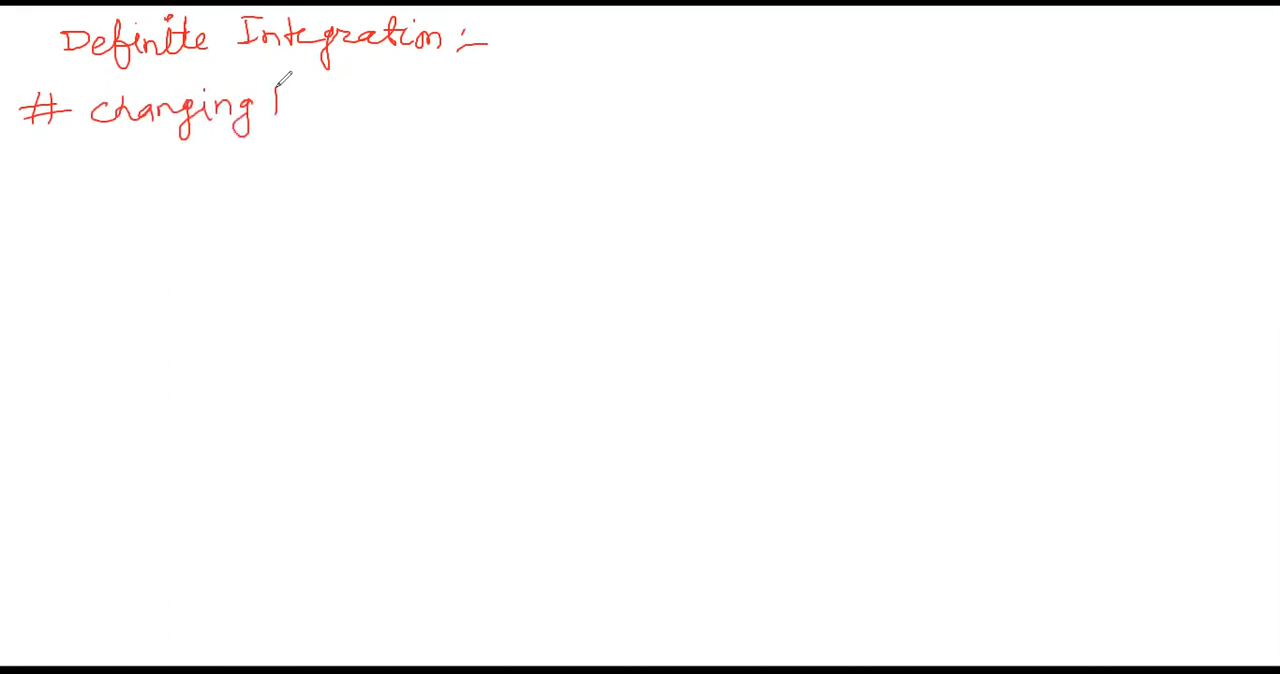 Definite Integration :-
# Changing